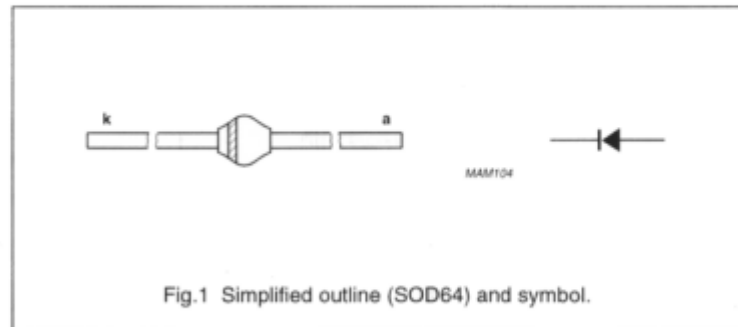 k a
MAM104
Fig.1 Simplified outline (SOD64) and symbol.